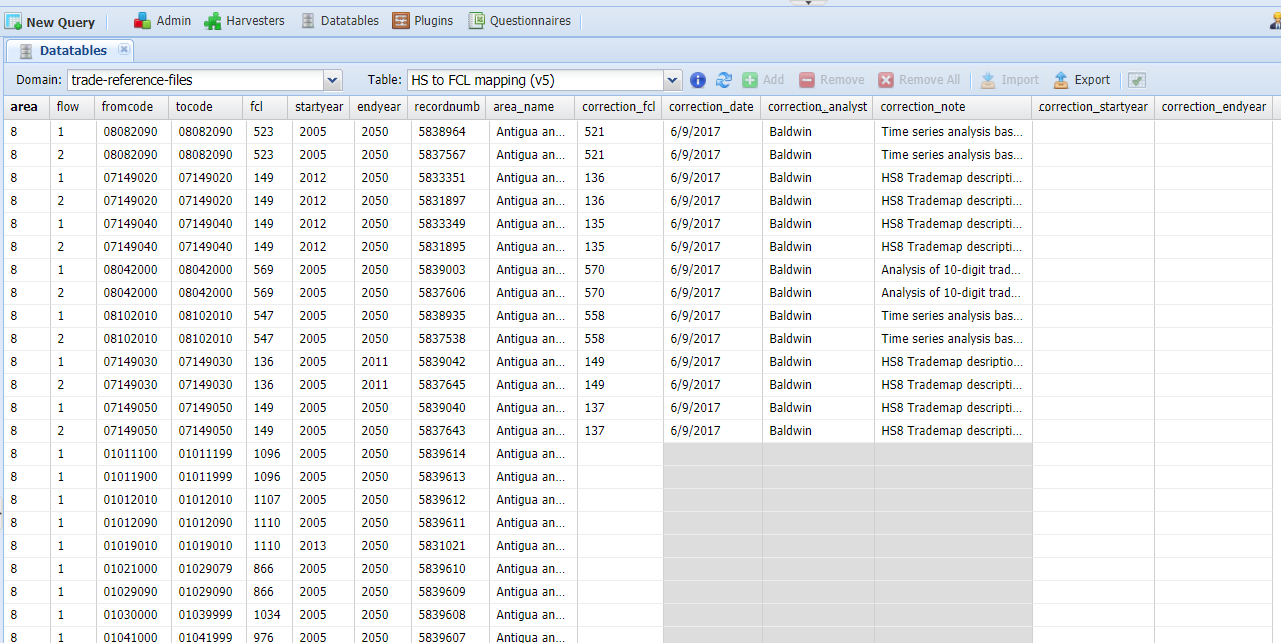 New Query Admin Harvesters Datatables Plugins Questionnaires
Datatables
Domain: trade-reference-files Table: HS to FCL mapping (v5) Add Remove Remove All Import Export
area flow fromcode tocode fcl startyear endyear recordnumb area_name correction_fcl correction_date correction_analyst correction_note correction_startyear correction_endyear
8 1 08082090 08082090 523 2005 2050 5838964 Antigua an... 521 6/9/2017 Baldwin Time series analysis bas...
8 2 08082090 08082090 523 2005 2050 5837567 Antigua an... 521 6/9/2017 Baldwin Time series analysis bas...
8 1 07149020 07149020 149 2012 2050 5833351 Antigua an... 136 6/9/2017 Baldwin HS8 Trademap descripti...
8 2 07149020 07149020 149 2012 2050 5831897 Antigua an... 136 6/9/2017 Baldwin HS8 Trademap descripti...
8 1 07149040 07149040 149 2012 2050 5833349 Antigua an... 135 6/9/2017 Baldwin HS8 Trademap descripti...
8 2 07149040 07149040 149 2012 2050 5831895 Antigua an... 135 6/9/2017 Baldwin HS8 Trademap descripti...
8 1 08042000 08042000 569 2005 2050 5839003 Antigua an... 570 6/9/2017 Baldwin Analysis of 10-digit trad...
8 2 08042000 08042000 569 2005 2050 5837606 Antigua an... 570 6/9/2017 Baldwin Analysis of 10-digit trad...
8 1 08102010 08102010 547 2005 2050 5838935 Antigua an... 558 6/9/2017 Baldwin Time series analysis bas...
8 2 08102010 08102010 547 2005 2050 5837538 Antigua an... 558 6/9/2017 Baldwin Time series analysis bas...
8 1 07149030 07149030 136 2005 2011 5839042 Antigua an... 149 6/9/2017 Baldwin HS8 Trademap desriptio...
8 2 07149030 07149030 136 2005 2011 5837645 Antigua an... 149 6/9/2017 Baldwin HS8 Trademap descripti...
8 1 07149050 07149050 149 2005 2050 5839040 Antigua an... 137 6/9/2017 Baldwin HS8 Trademap descripti...
8 2 07149050 07149050 149 2005 2050 5837643 Antigua an... 137 6/9/2017 Baldwin HS8 Trademap descripti...
8 1 01011100 01011199 1096 2005 2050 5839614 Antigua an...
8 1 01011900 01011999 1096 2005 2050 5839613 Antigua an...
8 1 01012010 01012010 1107 2005 2050 5839612 Antigua an...
8 1 01012090 01012090 1110 2005 2050 5839611 Antigua an...
8 1 01019010 01019010 1110 2013 2050 5831021 Antigua an...
8 1 01021000 01029079 866 2005 2050 5839610 Antigua an...
8 1 01029090 01029090 866 2005 2050 5839609 Antigua an...
8 1 01030000 01039999 1034 2005 2050 5839608 Antigua an...
8 1 01041000 01041999 976 2005 2050 5839607 Antigua an...